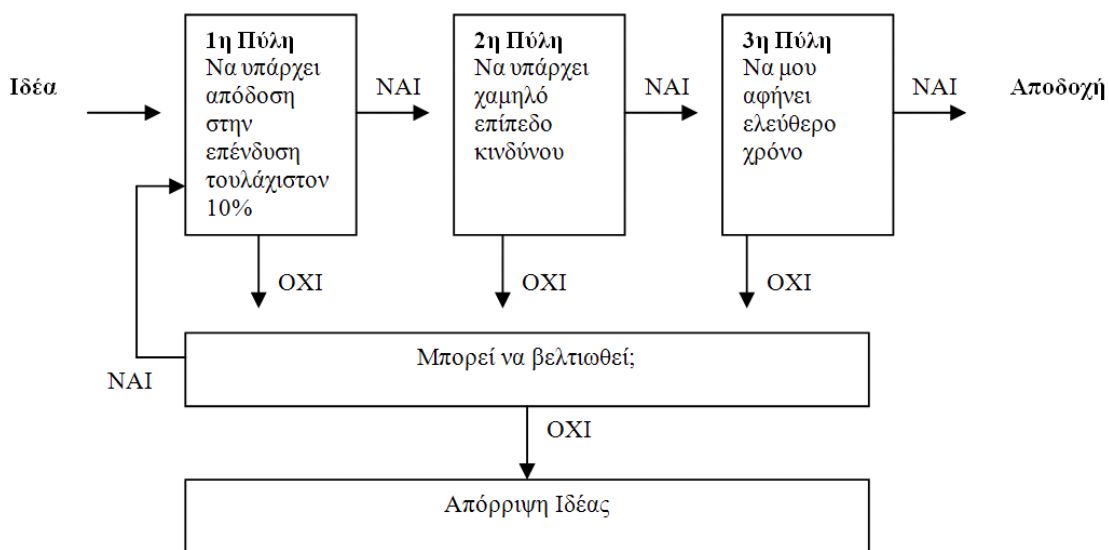 Ιδέα
1η Πύλη
Να υπάρχει
απόδοση
στην
επένδυση
τουλάχιστον
10%
ΝΑΙ
2η Πύλη
Να υπάρχει
χαμηλό
επίπεδο
κινδύνου
ΝΑΙ
3η Πύλη
Να μου
αφήνει
ελεύθερο
χρόνο
ΝΑΙ
Αποδοχή
ΟΧΙ
ΟΧΙ
ΟΧΙ
Μπορεί να βελτιωθεί;
ΝΑΙ
ΟΧΙ
Απόρριψη Ιδέας